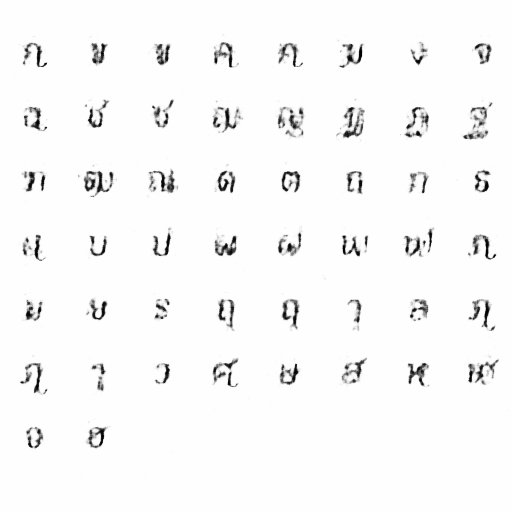 ก ข ฃ ค ฅ ฆ ง จ
ฉ ช ซ ฌ ญ ฎ ฏ ฐ
ฑ ฒ ณ ด ต ถ ท ธ
น บ ป ผ ฝ พ ฟ ภ
ม ย ร ฤ ฤ ๅ ล ฦ
ฦ ๅ ว ศ ษ ส ห ฬ
อ ฮ